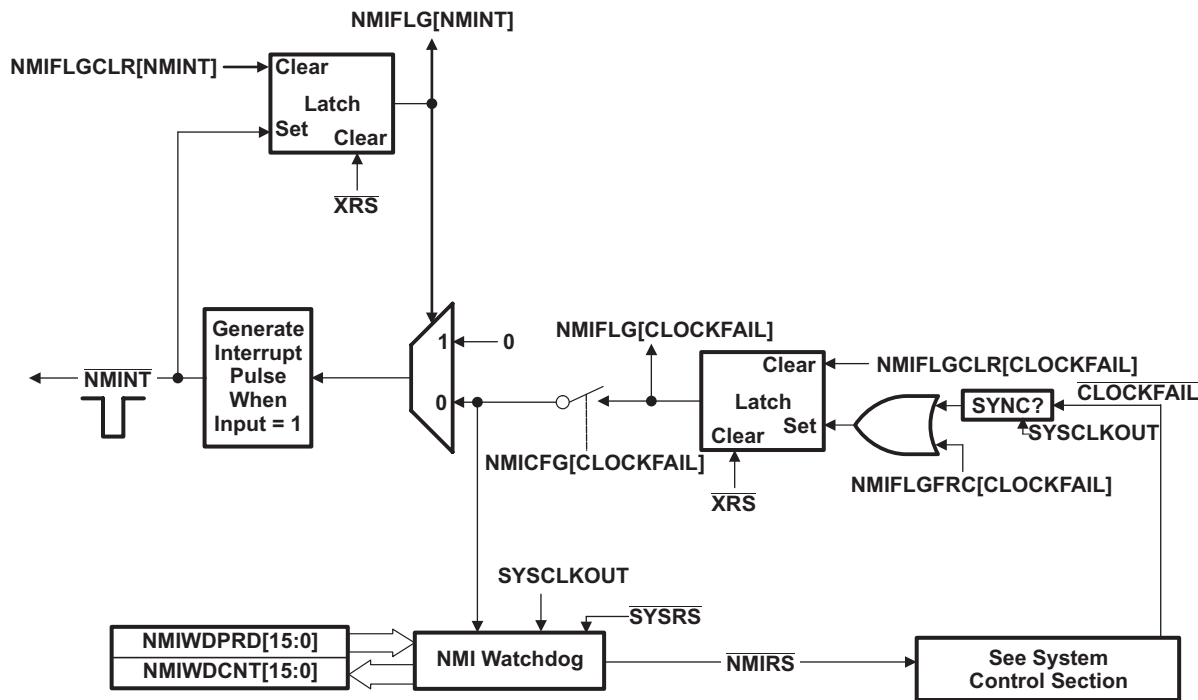 NMIFLG[NMINT]
NMIFLGCLR[NMINT]
Clear
Latch
Set
Clear
XRS
Generate
Interrupt
Pulse
When
Input = 1
NMINT
1
0
0
NMIFLG[CLOCKFAIL]
NMICFG[CLOCKFAIL]
Clear
Latch
Set
Clear
XRS
NMIFLGCLR[CLOCKFAIL]
CLOCKFAIL
SYNC?
SYSCLKOUT
NMIFLGFRC[CLOCKFAIL]
SYSCLKOUT
SYSRS
NMIWDPRD[15:0]
NMIWDCNT[15:0]
NMI Watchdog
NMIRS
See System
Control Section